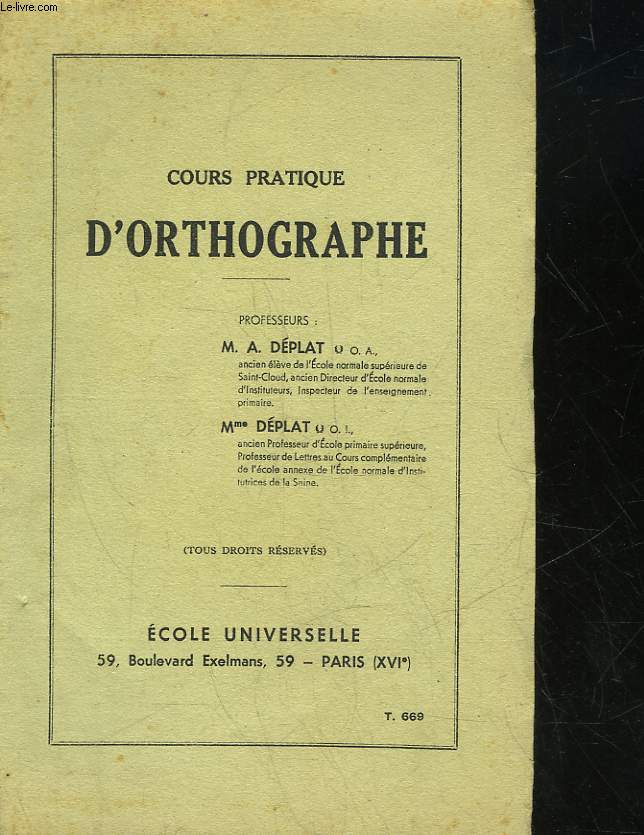 Le-livre.com
COURS PRATIQUE
D'ORTHOGRAPHE
PROFESSEURS :
M. A. DÉPLAT O. A.,
ancien élève de l'École normale supérieure de
Saint-Cloud, ancien Directeur d'École normale
d'Instituteurs, Inspecteur de l'enseignement
primaire.
Mme DÉPLAT O. I.,
ancien Professeur d'École primaire supérieure,
Professeur de Lettres au Cours complémentaire
de l'école annexe de l'École normale d'Insti-
tutrices de la Seine.
(TOUS DROITS RÉSERVÉS)
ÉCOLE UNIVERSELLE
59, Boulevard Exelmans, 59 – PARIS (XVIe)
T. 669